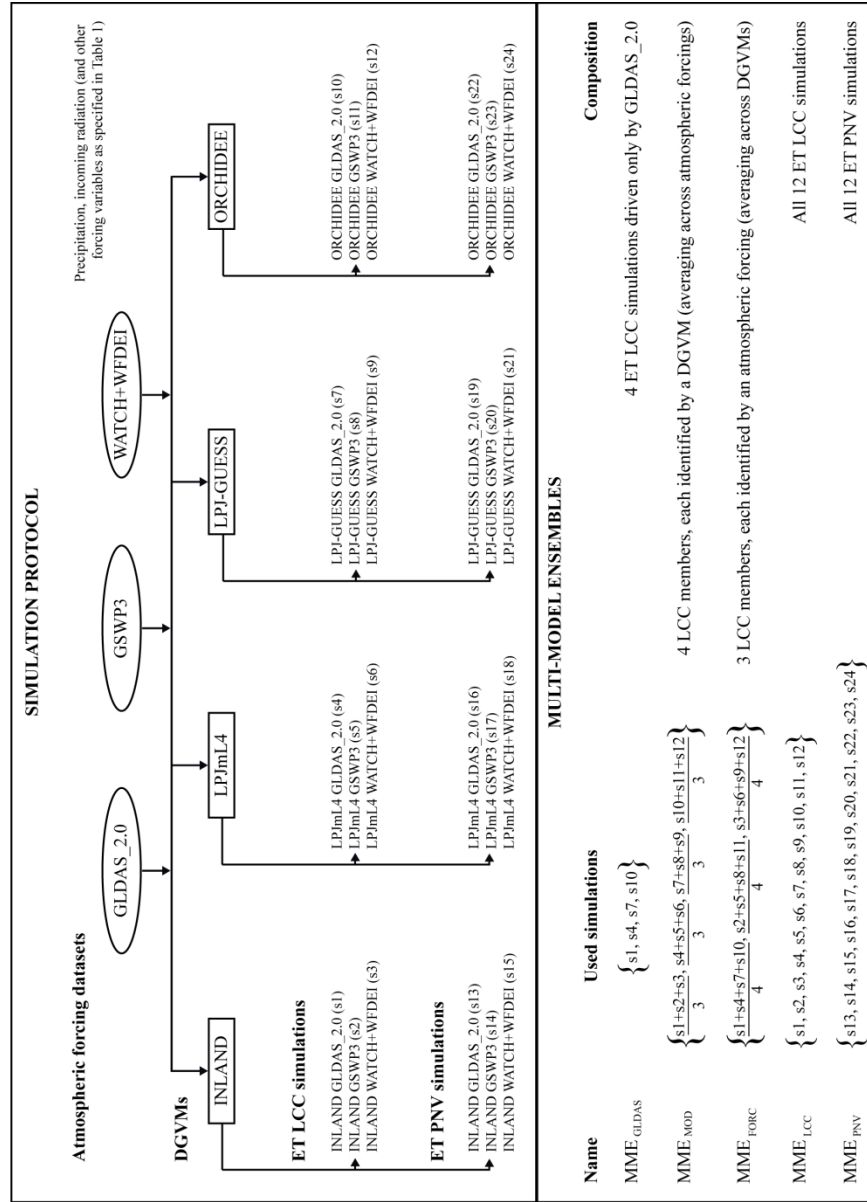 SIMULATION PROTOCOL
Atmospheric forcing datasets
Precipitation, incoming radiation (and other
forcing variables as specified in Table 1)
GLDAS_2.0
GSWP3
WATCH+WFDEI
DGVMs
INLAND
LPJmL4
LPJ-GUESS
ORCHIDEE
ET LCC simulations
INLAND GLDAS_2.0 (s1)
INLAND GSWP3 (s2)
INLAND WATCH+WFDEI (s3)
LPJmL4 GLDAS_2.0 (s4)
LPJmL4 GSWP3 (s5)
LPJmL4 WATCH+WFDEI (s6)
LPJ-GUESS GLDAS_2.0 (s7)
LPJ-GUESS GSWP3 (s8)
LPJ-GUESS WATCH+WFDEI (s9)
ORCHIDEE GLDAS_2.0 (s10)
ORCHIDEE GSWP3 (s11)
ORCHIDEE WATCH+WFDEI (s12)
ET PNV simulations
INLAND GLDAS_2.0 (s13)
INLAND GSWP3 (s14)
INLAND WATCH+WFDEI (s15)
LPJmL4 GLDAS_2.0 (s16)
LPJmL4 GSWP3 (s17)
LPJmL4 WATCH+WFDEI (s18)
LPJ-GUESS GLDAS_2.0 (s19)
LPJ-GUESS GSWP3 (s20)
LPJ-GUESS WATCH+WFDEI (s21)
ORCHIDEE GLDAS_2.0 (s22)
ORCHIDEE GSWP3 (s23)
ORCHIDEE WATCH+WFDEI (s24)
MULTI-MODEL ENSEMBLES
Name Used simulations Composition
MME GLDAS {s1, s4, s7, s10} 4 ET LCC simulations driven only by GLDAS_2.0
MME MOD {s1+s2+s3, s4+s5+s6, s7+s8+s9, s10+s11+s12} 4 LCC members, each identified by a DGVM (averaging across atmospheric forcings)
3 3 3 3
MME FORC {s1+s4+s7+s10, s2+s5+s8+s11, s3+s6+s9+s12} 3 LCC members, each identified by an atmospheric forcing (averaging across DGVMs)
4 4 4
MME LCC {s1, s2, s3, s4, s5, s6, s7, s8, s9, s10, s11, s12} All 12 ET LCC simulations
MME PNV {s13, s14, s15, s16, s17, s18, s19, s20, s21, s22, s23, s24} All 12 ET PNV simulations